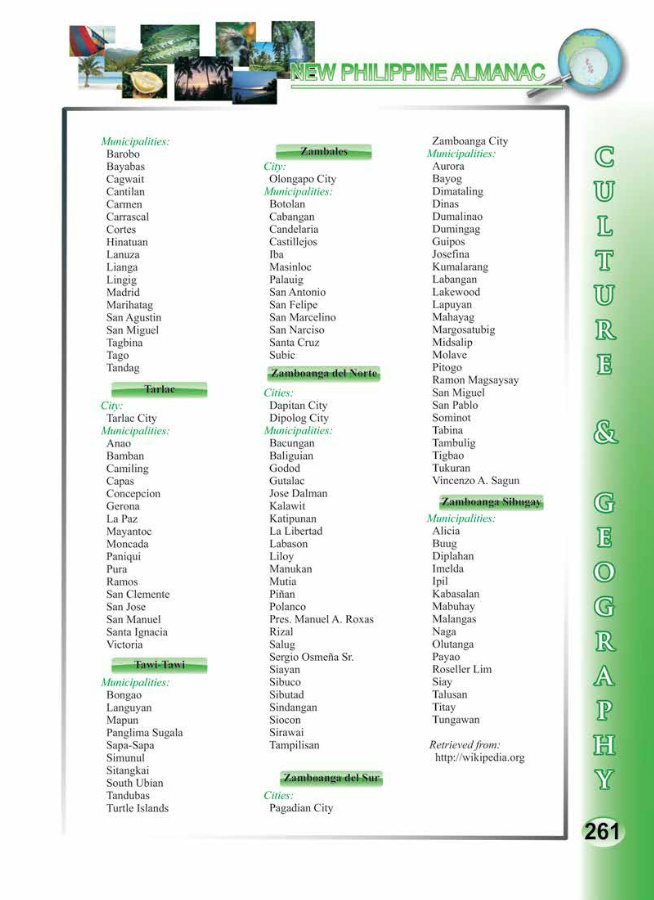 NEW PHILIPPINE ALMANAC
Municipalities:
Barobo
Bayabas
Cagwait
Cantilan
Carmen
Carrascal
Cortes
Hinatuan
Lanuza
Lianga
Lingig
Madrid
Marihatag
San Agustin
San Miguel
Tagbina
Tago
Tandag
Tarlac
City:
Tarlac City
Municipalities:
Anao
Bamban
Camiling
Capas
Concepcion
Gerona
La Paz
Mayantoc
Moncada
Paniqui
Pura
Ramos
San Clemente
San Jose
San Manuel
Santa Ignacia
Victoria
Tawi-Tawi
Municipalities:
Bongao
Languyan
Mapun
Panglima Sugala
Sapa-Sapa
Simunul
Sitangkai
South Ubian
Tandubas
Turtle Islands
Zambales
City:
Olongapo City
Municipalities:
Botolan
Cabangan
Candelaria
Castillejos
Iba
Masinloc
Palauig
San Antonio
San Felipe
San Marcelino
San Narciso
Santa Cruz
Subic
Zamboanga del Norte
Cities:
Dapitan City
Dipolog City
Municipalities:
Bacungan
Baliguian
Godod
Gutalac
Jose Dalman
Kalawit
Katipunan
La Libertad
Labason
Liloy
Manukan
Mutia
Piñan
Polanco
Pres. Manuel A. Roxas
Rizal
Salug
Sergio Osmeña Sr.
Siayan
Sibuco
Sibutad
Sindangan
Siocon
Sirawai
Tampilisan
Zamboanga del Sur
Cities:
Pagadian City
Zamboanga City
Municipalities:
Aurora
Bayog
Dimataling
Dinas
Dumalinao
Dumingag
Guipos
Josefina
Kumalarang
Labangan
Lakewood
Lapuyan
Mahayag
Margosatubig
Midsalip
Molave
Pitogo
Ramon Magsaysay
San Miguel
San Pablo
Sominot
Tabina
Tambulig
Tigbao
Tukuran
Vincenzo A. Sagun
Zamboanga Sibugay
Municipalities:
Alicia
Buug
Diplahan
Imelda
Ipil
Kabasalan
Mabuhay
Malangas
Naga
Olutanga
Payao
Roseller Lim
Siay
Talusan
Titay
Tungawan
Retrieved from:
http://wikipedia.org
CULTURE & GEOGRAPHY
261